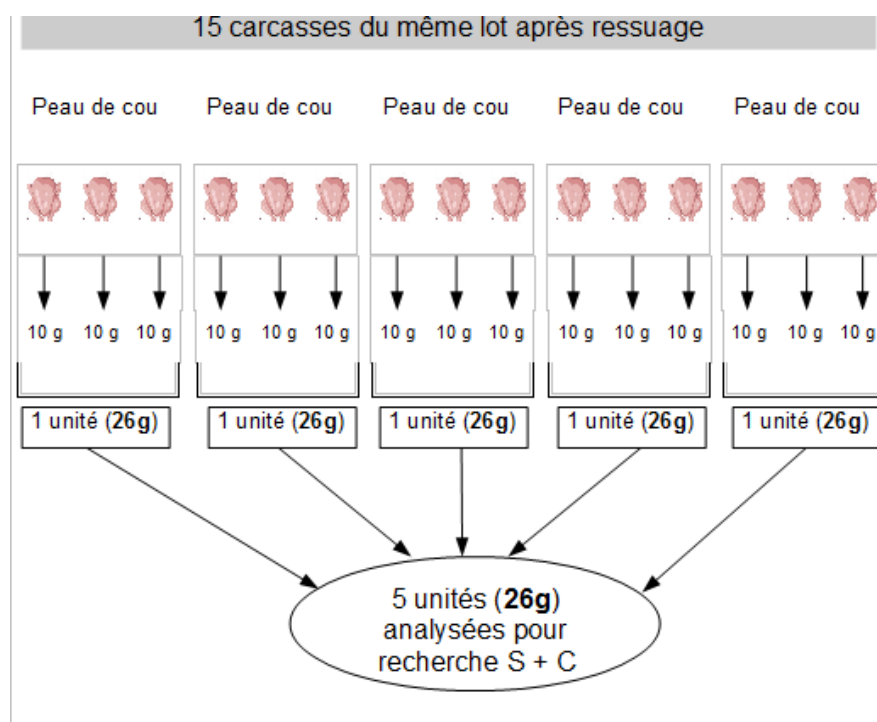 15 carcasses du même lot après ressuage
Peau de cou Peau de cou Peau de cou Peau de cou Peau de cou
10 g 10 g 10 g 10 g 10 g 10 g 10 g 10 g 10 g 10 g 10 g 10 g 10 g 10 g 10 g
1 unité (26g) 1 unité (26g) 1 unité (26g) 1 unité (26g) 1 unité (26g)
5 unités (26g)
analysées pour
recherche S + C